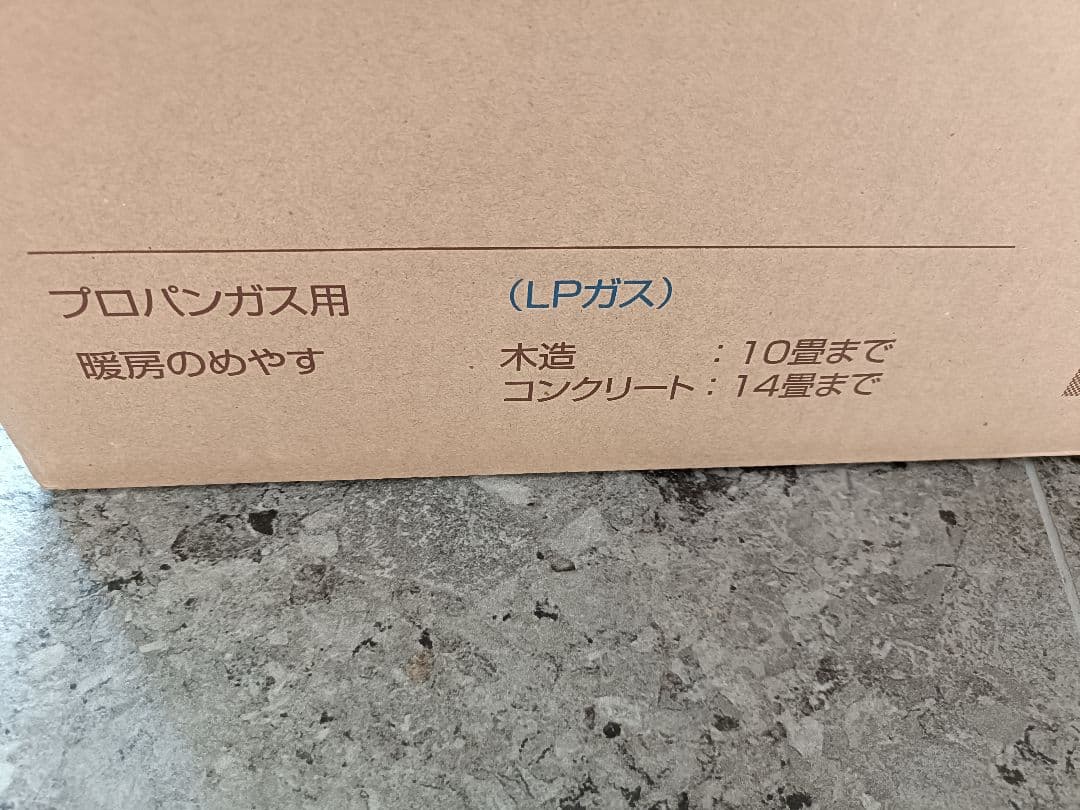 プロパンガス用 （LPガス）
暖房のめやす 木造 : 10畳まで
コンクリート : 14畳まで